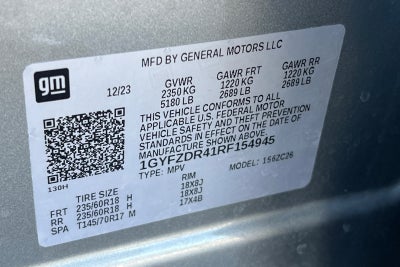 gm
MFD BY GENERAL MOTORS LLC
12/23 GVWR GAWR FRT GAWR RR
2350 KG 1220 KG 1220 KG
5180 LB 2689 LB 2689 LB
THIS VEHICLE CONFORMS TO ALL
APPLICABLE U.S. FEDERAL MOTOR
VEHICLE SAFETY AND THEFT PREVENTION
STANDARDS IN EFFECT ON THE DATE OF
MANUFACTURE SHOWN ABOVE.
1GYFZDR41RF154945
130H TYPE: MPV MODEL: 1S6ZC26
TIRE SIZE RIM
FRT 235/60R18 H 18X8J
RR 235/60R18 H 18X8J
SPA T145/70R17 M 17X4B